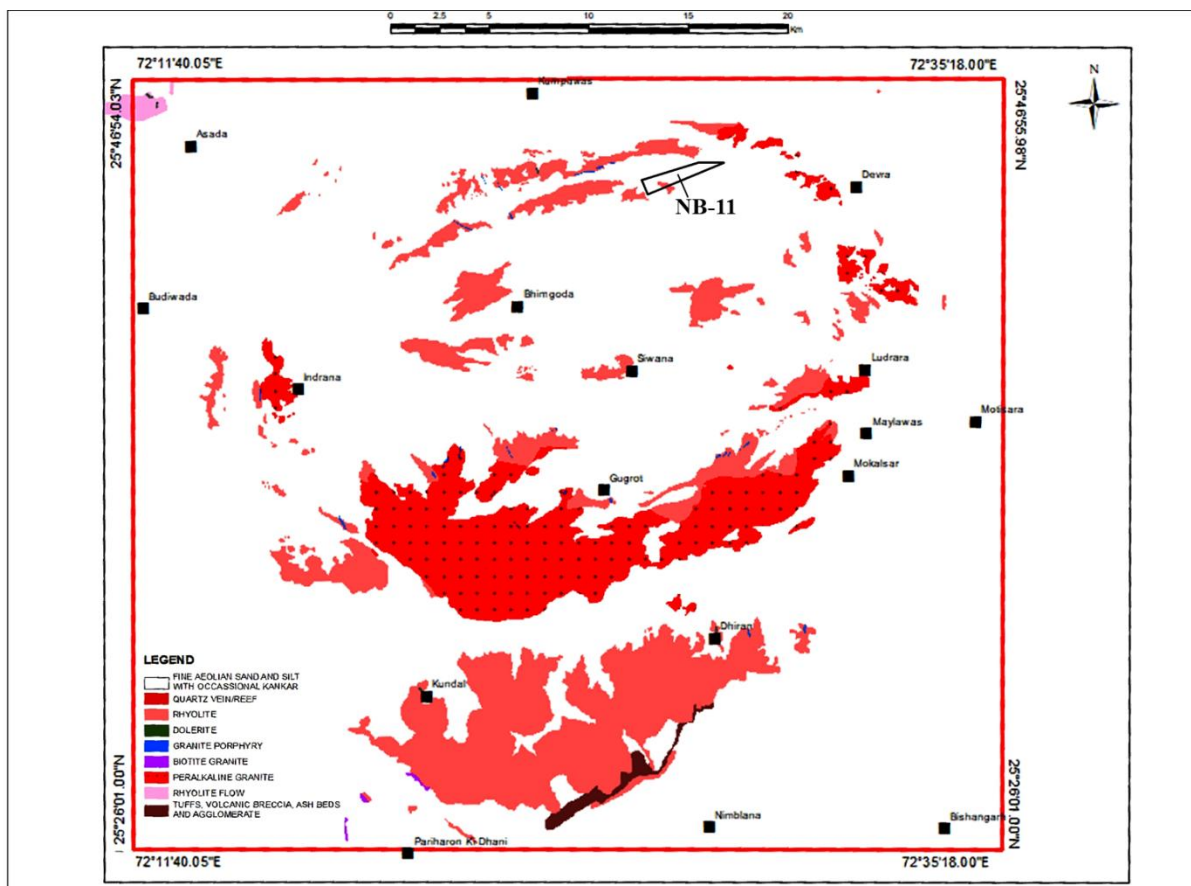 0 2.5 5 10 15 20
Km
72°11'40.05"E
72°35'18.00"E
N
Kumpawas
25°46'54.03"N
25°46'55.98"N
Asada
Devra
NB-11
Budiwada
Bhimgoda
Siwana
Ludrara
Indrana
Motisara
Maylawas
Mokalsar
Gugrot
Dhiran
Kundal
LEGEND
FINE AEOLIAN SAND AND SILT
WITH OCCASSIONAL KANKAR
QUARTZ VEIN/REEF
RHYOLITE
DOLERITE
GRANITE PORPHYRY
BIOTITE GRANITE
PERALKALINE GRANITE
RHYOLITE FLOW
TUFFS, VOLCANIC BRECCIA, ASH BEDS
AND AGGLOMERATE
25°26'01.00"N
25°26'01.00"N
Nimblana
Bishangarh
Pariharon Ki Dhani
72°11'40.05"E
72°35'18.00"E